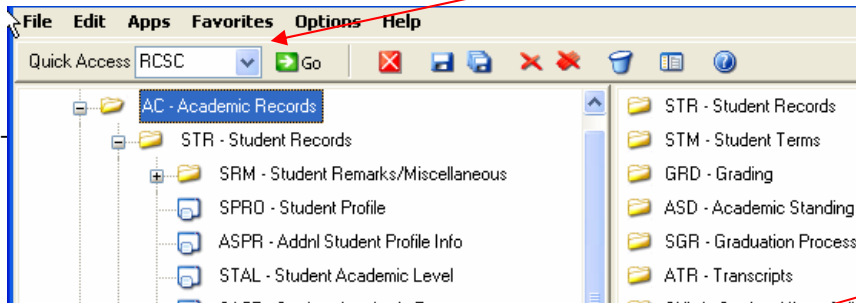 File Edit Apps Favorites Options Help
Quick Access RCSC Go
AC - Academic Records
STR - Student Records
SRM - Student Remarks/Miscellaneous
SPRO - Student Profile
ASPR - Addnl Student Profile Info
STAL - Student Academic Level
STR - Student Records
STM - Student Terms
GRD - Grading
ASD - Academic Standing
SGR - Graduation Process
ATR - Transcripts